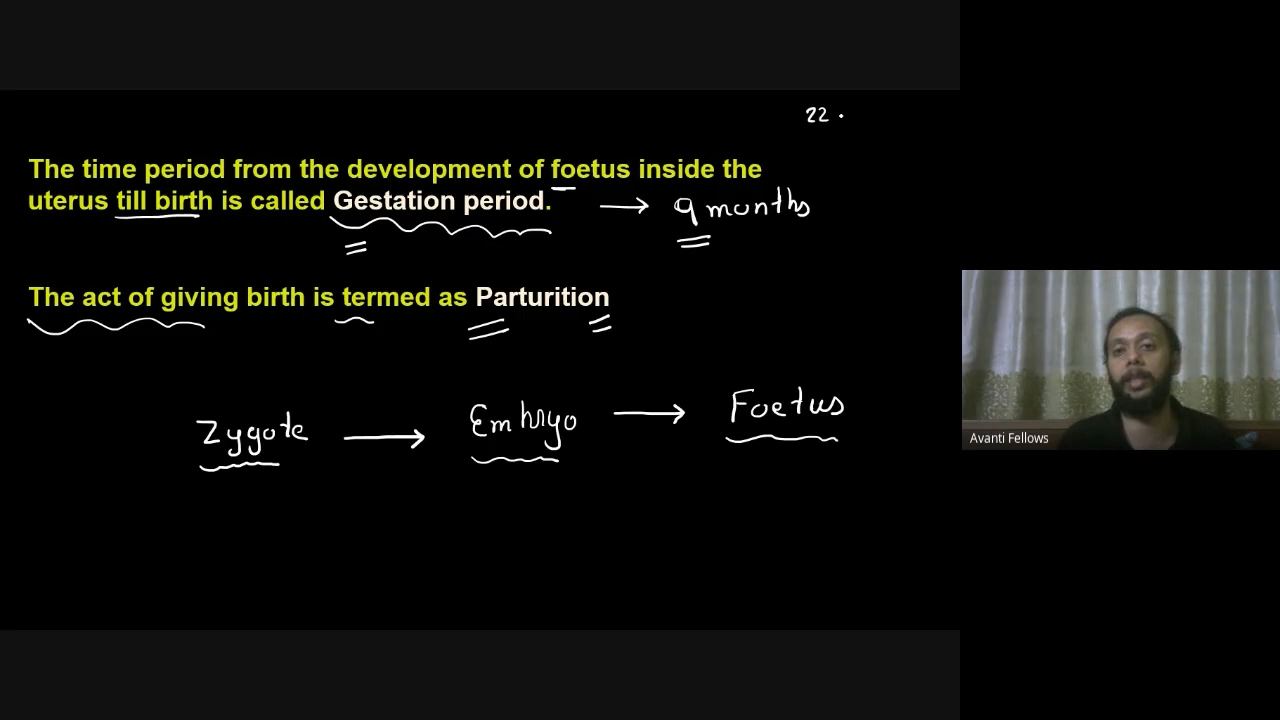 22 .
The time period from the development of foetus inside the
uterus till birth is called Gestation period. → 9 months
The act of giving birth is termed as Parturition
Zygote → Embryo → Foetus
Avanti Fellows